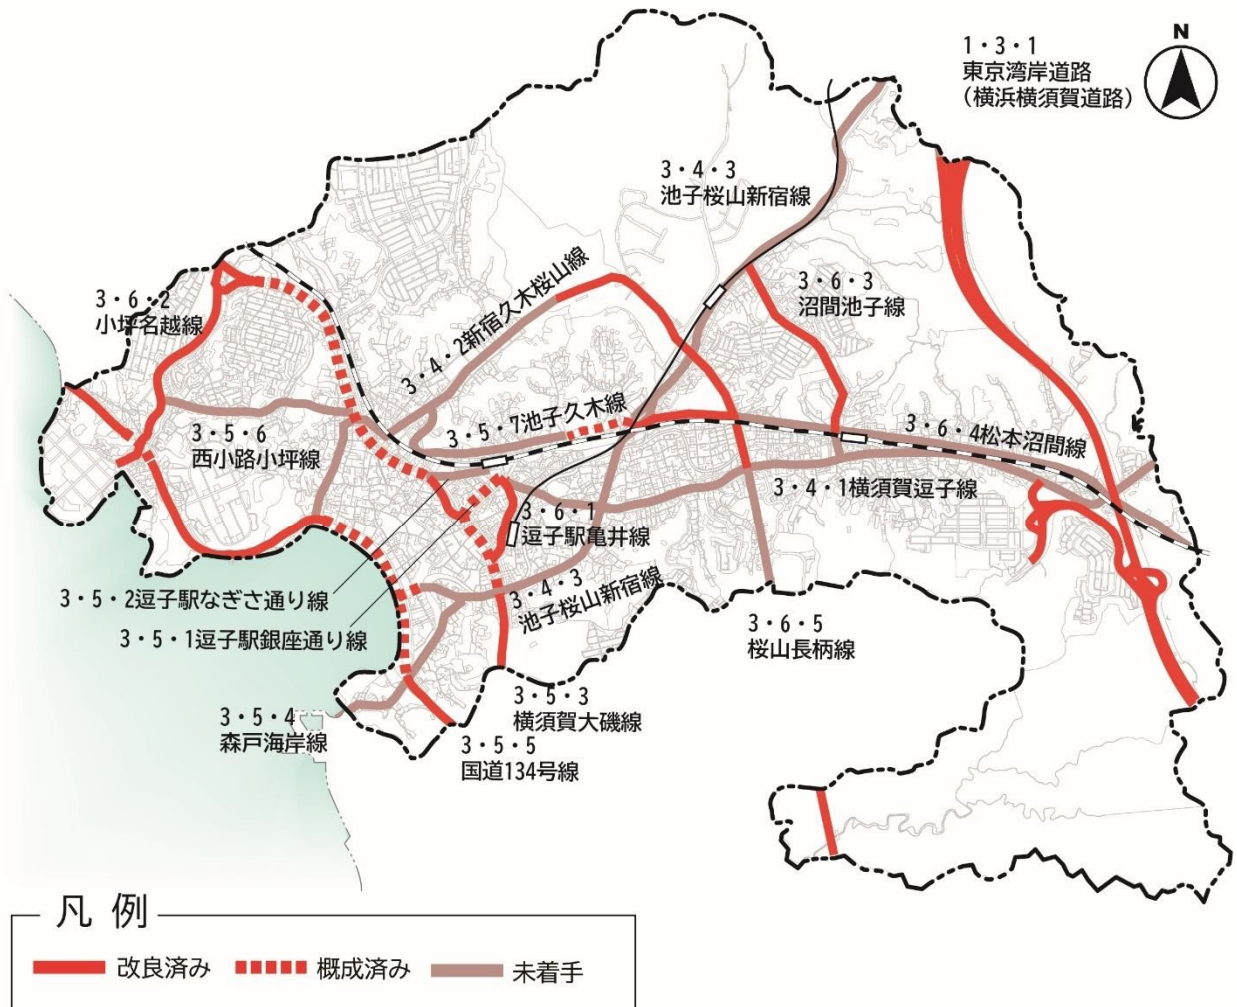 N
1・3・1
東京湾岸道路
(横浜横須賀道路)
3・4・3
池子桜山新宿線
3・6・3
沼間池子線
3・6・2
小坪名越線
3・4・2新宿久木桜山線
3・5・7池子久木線
3・5・6
西小路小坪線
3・6・4松本沼間線
3・4・1横須賀逗子線
3・6・1
逗子駅亀井線
3・4・3
池子桜山新宿線
3・5・2逗子駅なぎさ通り線
3・5・1逗子駅銀座通り線
3・6・5
桜山長柄線
3・5・3
横須賀大磯線
3・5・4
森戸海岸線
3・5・5
国道134号線
凡例
改良済み 概成済み 未着手